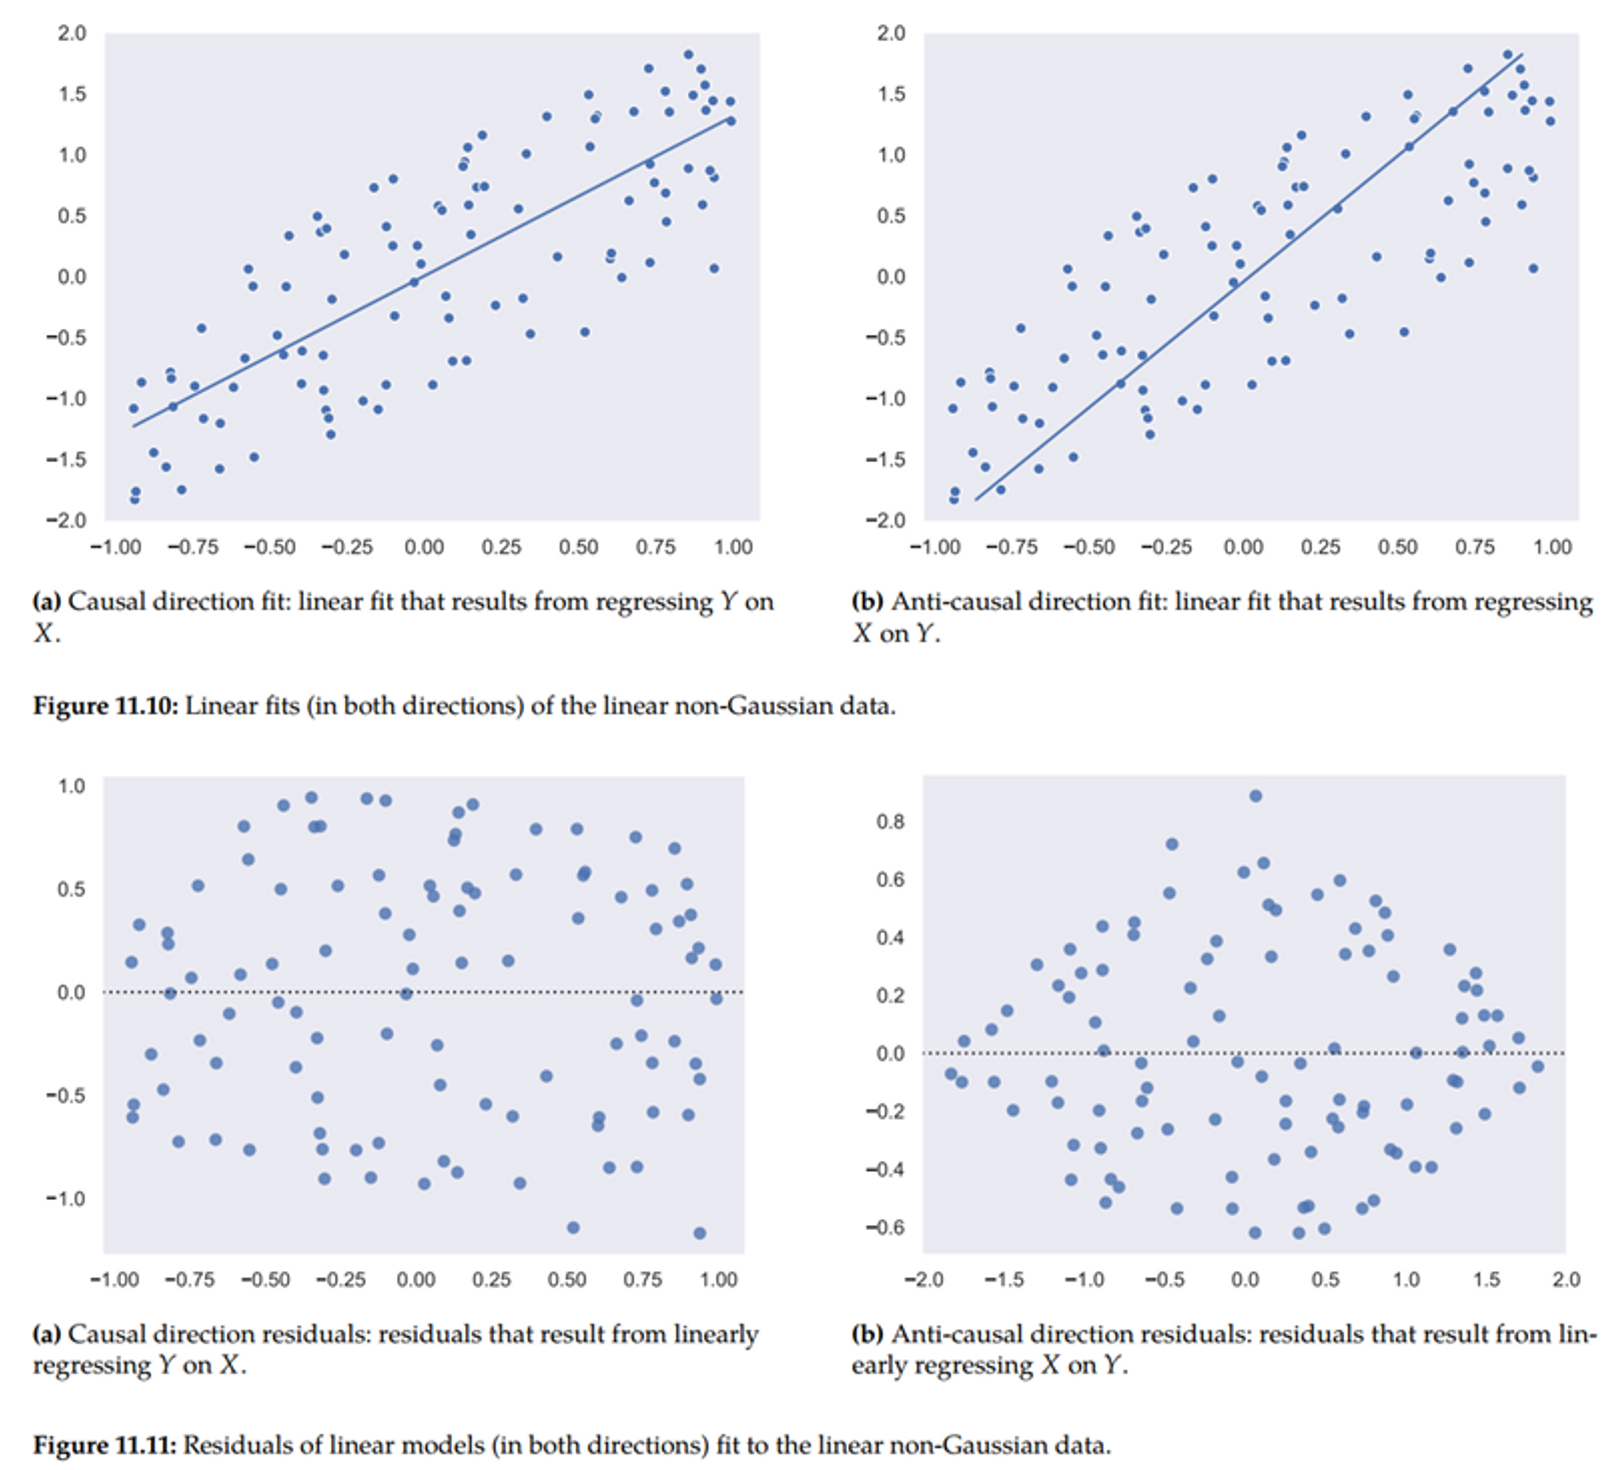 2.0
1.5
1.0
0.5
0.0
−0.5
−1.0
−1.5
−2.0
−1.00 −0.75 −0.50 −0.25 0.00 0.25 0.50 0.75 1.00
(a) Causal direction fit: linear fit that results from regressing Y on
X.
2.0
1.5
1.0
0.5
0.0
−0.5
−1.0
−1.5
−2.0
−1.00 −0.75 −0.50 −0.25 0.00 0.25 0.50 0.75 1.00
(b) Anti-causal direction fit: linear fit that results from regressing
X on Y.
Figure 11.10: Linear fits (in both directions) of the linear non-Gaussian data.
1.0
0.5
0.0
−0.5
−1.0
−1.00 −0.75 −0.50 −0.25 0.00 0.25 0.50 0.75 1.00
(a) Causal direction residuals: residuals that result from linearly
regressing Y on X.
0.8
0.6
0.4
0.2
0.0
−0.2
−0.4
−0.6
−2.0 −1.5 −1.0 −0.5 0.0 0.5 1.0 1.5 2.0
(b) Anti-causal direction residuals: residuals that result from lin-
early regressing X on Y.
Figure 11.11: Residuals of linear models (in both directions) fit to the linear non-Gaussian data.